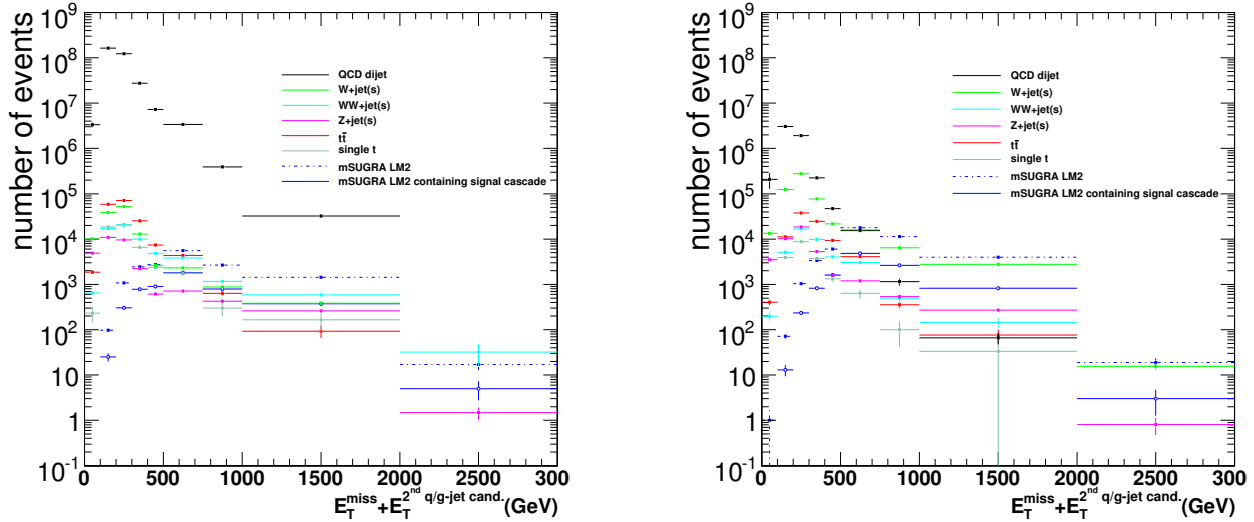 number of events
10^9
10^8
10^7
10^6
10^5
10^4
10^3
10^2
10
1
10^-1
QCD dijet
W+jet(s)
WW+jet(s)
Z+jet(s)
tt̄
single t
mSUGRA LM2
mSUGRA LM2 containing signal cascade
0 500 1000 1500 2000 2500 300
E_T^miss+E_T^2nd q/g-jet cand.(GeV)
number of events
10^9
10^8
10^7
10^6
10^5
10^4
10^3
10^2
10
1
10^-1
QCD dijet
W+jet(s)
WW+jet(s)
Z+jet(s)
tt̄
single t
mSUGRA LM2
mSUGRA LM2 containing signal cascade
0 500 1000 1500 2000 2500 300
E_T^miss+E_T^2nd q/g-jet cand.(GeV)